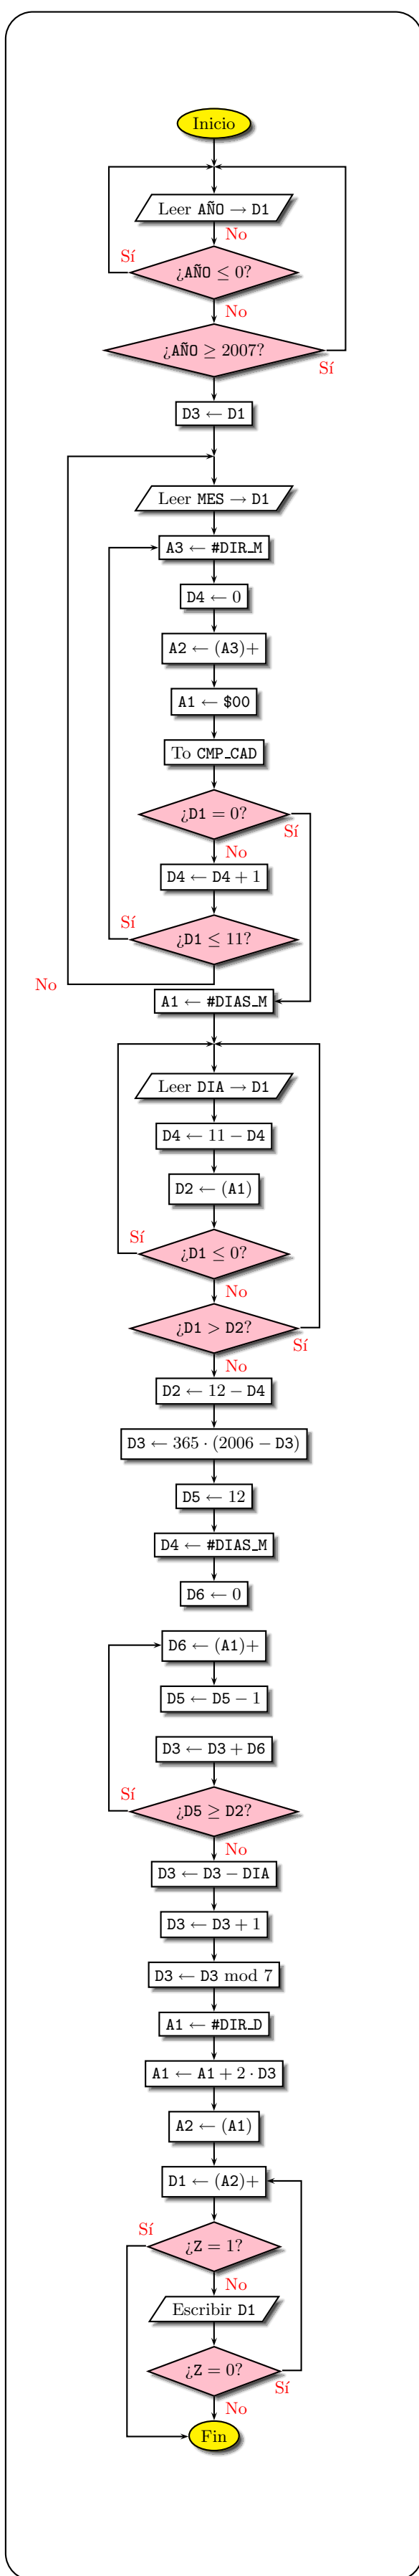 Inicio
Leer AÑO → D1
No
Sí
¿AÑO ≤ 0?
No
¿AÑO ≥ 2007?
Sí
D3 ← D1
Leer MES → D1
A3 ← #DIR_M
D4 ← 0
A2 ← (A3)+
A1 ← $00
To CMP_CAD
¿D1 = 0?
Sí
No
D4 ← D4 + 1
Sí
¿D1 ≤ 11?
No
A1 ← #DIAS_M
Leer DIA → D1
D4 ← 11 − D4
D2 ← (A1)
Sí
¿D1 ≤ 0?
No
¿D1 > D2?
Sí
No
D2 ← 12 − D4
D3 ← 365 · (2006 − D3)
D5 ← 12
D4 ← #DIAS_M
D6 ← 0
D6 ← (A1)+
D5 ← D5 − 1
D3 ← D3 + D6
Sí
¿D5 ≥ D2?
No
D3 ← D3 − DIA
D3 ← D3 + 1
D3 ← D3 mod 7
A1 ← #DIR_D
A1 ← A1 + 2 · D3
A2 ← (A1)
D1 ← (A2)+
Sí
¿Z = 1?
No
Escribir D1
¿Z = 0?
Sí
No
Fin